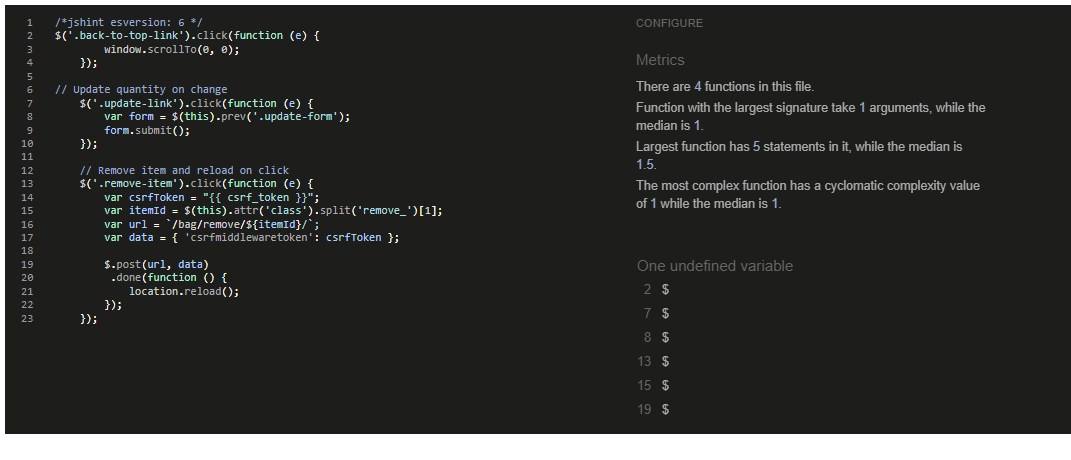 1 /*jshint esversion: 6 */
2 $('.back-to-top-link').click(function (e) {
3 window.scrollTo(0, 0);
4 });
5
6 // Update quantity on change
7 $('.update-link').click(function (e) {
8 var form = $(this).prev('.update-form');
9 form.submit();
10 });
11
12 // Remove item and reload on click
13 $('.remove-item').click(function (e) {
14 var csrfToken = "{{ csrf_token }}";
15 var itemId = $(this).attr('class').split('remove_')[1];
16 var url = `/bag/remove/${itemId}/`;
17 var data = { 'csrfmiddlewaretoken': csrfToken };
18
19 $.post(url, data)
20 .done(function () {
21 location.reload();
22 });
23 });
CONFIGURE
Metrics
There are 4 functions in this file.
Function with the largest signature take 1 arguments, while the
median is 1.
Largest function has 5 statements in it, while the median is
1.5.
The most complex function has a cyclomatic complexity value
of 1 while the median is 1.
One undefined variable
2 $
7 $
8 $
13 $
15 $
19 $